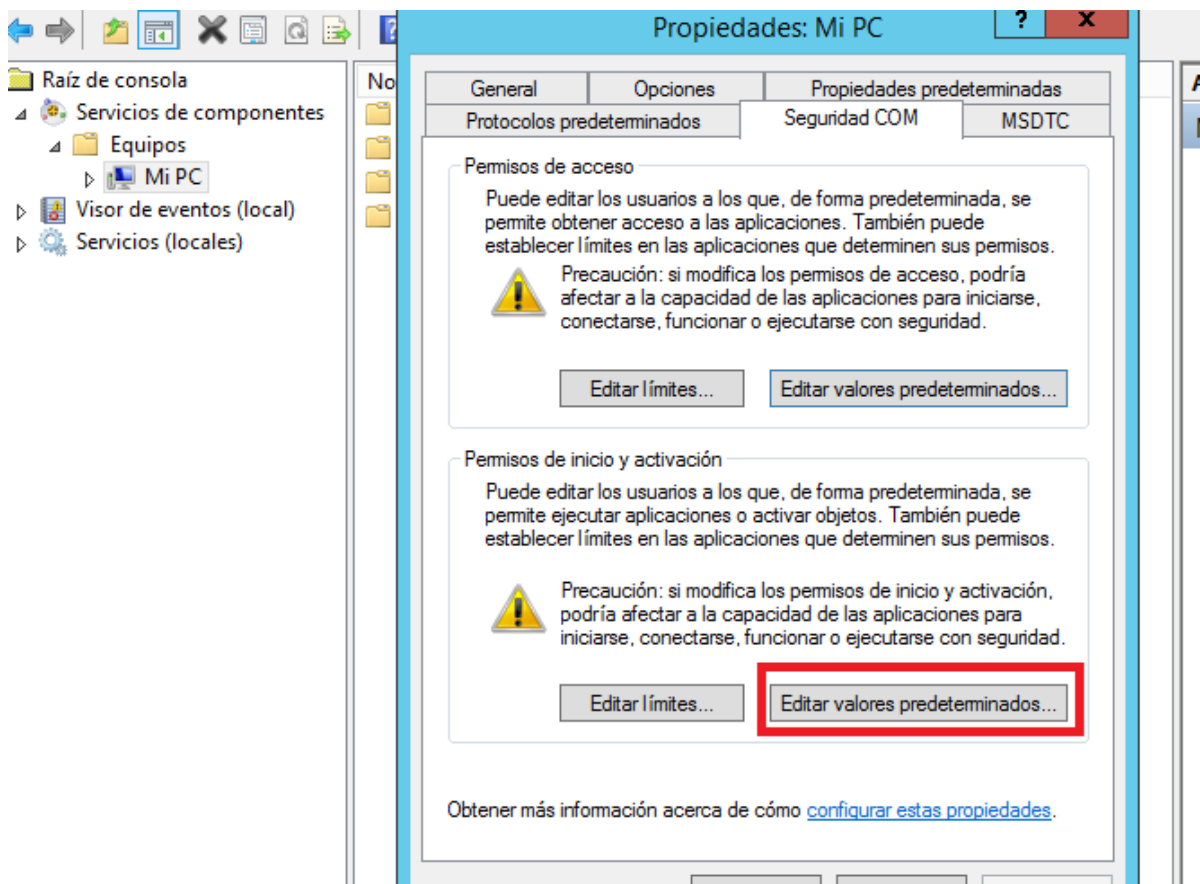 Propiedades: Mi PC
?
x
Raíz de consola
Servicios de componentes
Equipos
Mi PC
Visor de eventos (local)
Servicios (locales)
No
General
Opciones
Propiedades predeterminadas
Protocolos predeterminados
Seguridad COM
MSDTC
Permisos de acceso
Puede editar los usuarios a los que, de forma predeterminada, se
permite obtener acceso a las aplicaciones. También puede
establecer límites en las aplicaciones que determinen sus permisos.
Precaución: si modifica los permisos de acceso, podría
afectar a la capacidad de las aplicaciones para iniciarse,
conectarse, funcionar o ejecutarse con seguridad.
Editar límites...
Editar valores predeterminados...
Permisos de inicio y activación
Puede editar los usuarios a los que, de forma predeterminada, se
permite ejecutar aplicaciones o activar objetos. También puede
establecer límites en las aplicaciones que determinen sus permisos.
Precaución: si modifica los permisos de inicio y activación,
podría afectar a la capacidad de las aplicaciones para
iniciarse, conectarse, funcionar o ejecutarse con seguridad.
Editar límites...
Editar valores predeterminados...
Obtener más información acerca de cómo configurar estas propiedades.